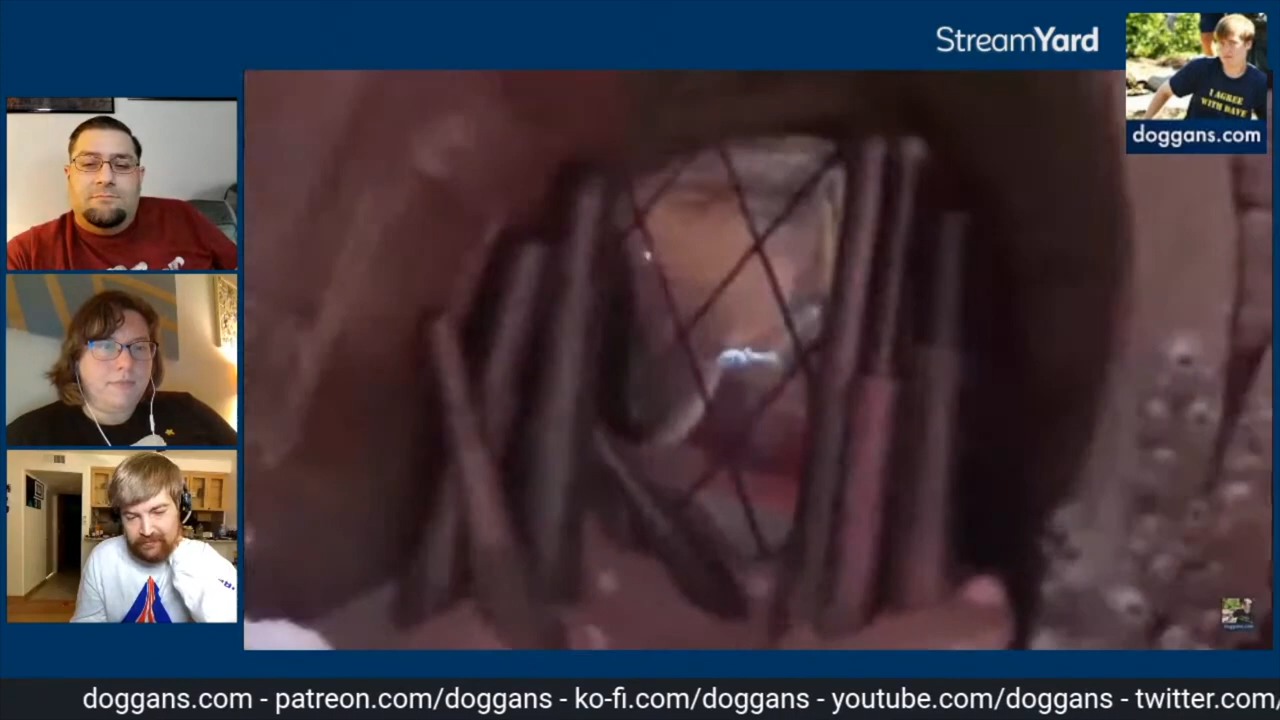 StreamYard
I AGREE
WITH DAVE
doggans.com
doggans.com - patreon.com/doggans - ko-fi.com/doggans - youtube.com/doggans - twitter.com/